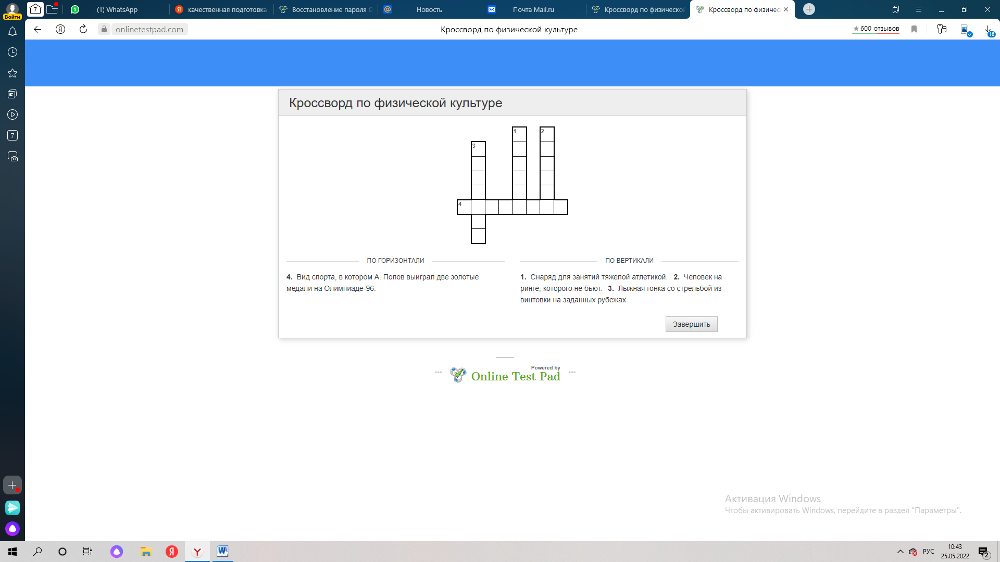 Войти
7
1
(1) WhatsApp
Я
качественная подготовка
Восстановление пароля
Новость
Почта Mail.ru
Кроссворд по физической
Кроссворд по физичес
Я
onlinetestpad.com
Кроссворд по физической культуре
★ 600 отзывов
16
7
Кроссворд по физической культуре
1
2
3
4
ПО ГОРИЗОНТАЛИ
4. Вид спорта, в котором А. Попов выиграл две золотые
медали на Олимпиаде-96.
ПО ВЕРТИКАЛИ
1. Снаряд для занятий тяжелой атлетикой. 2. Человек на
ринге, которого не бьют. 3. Лыжная гонка со стрельбой из
винтовки на заданных рубежах.
Завершить
Powered by
Online Test Pad
Активация Windows
Чтобы активировать Windows, перейдите в раздел "Параметры".
Я
Y
W
РУС
10:43
25.05.2022
2